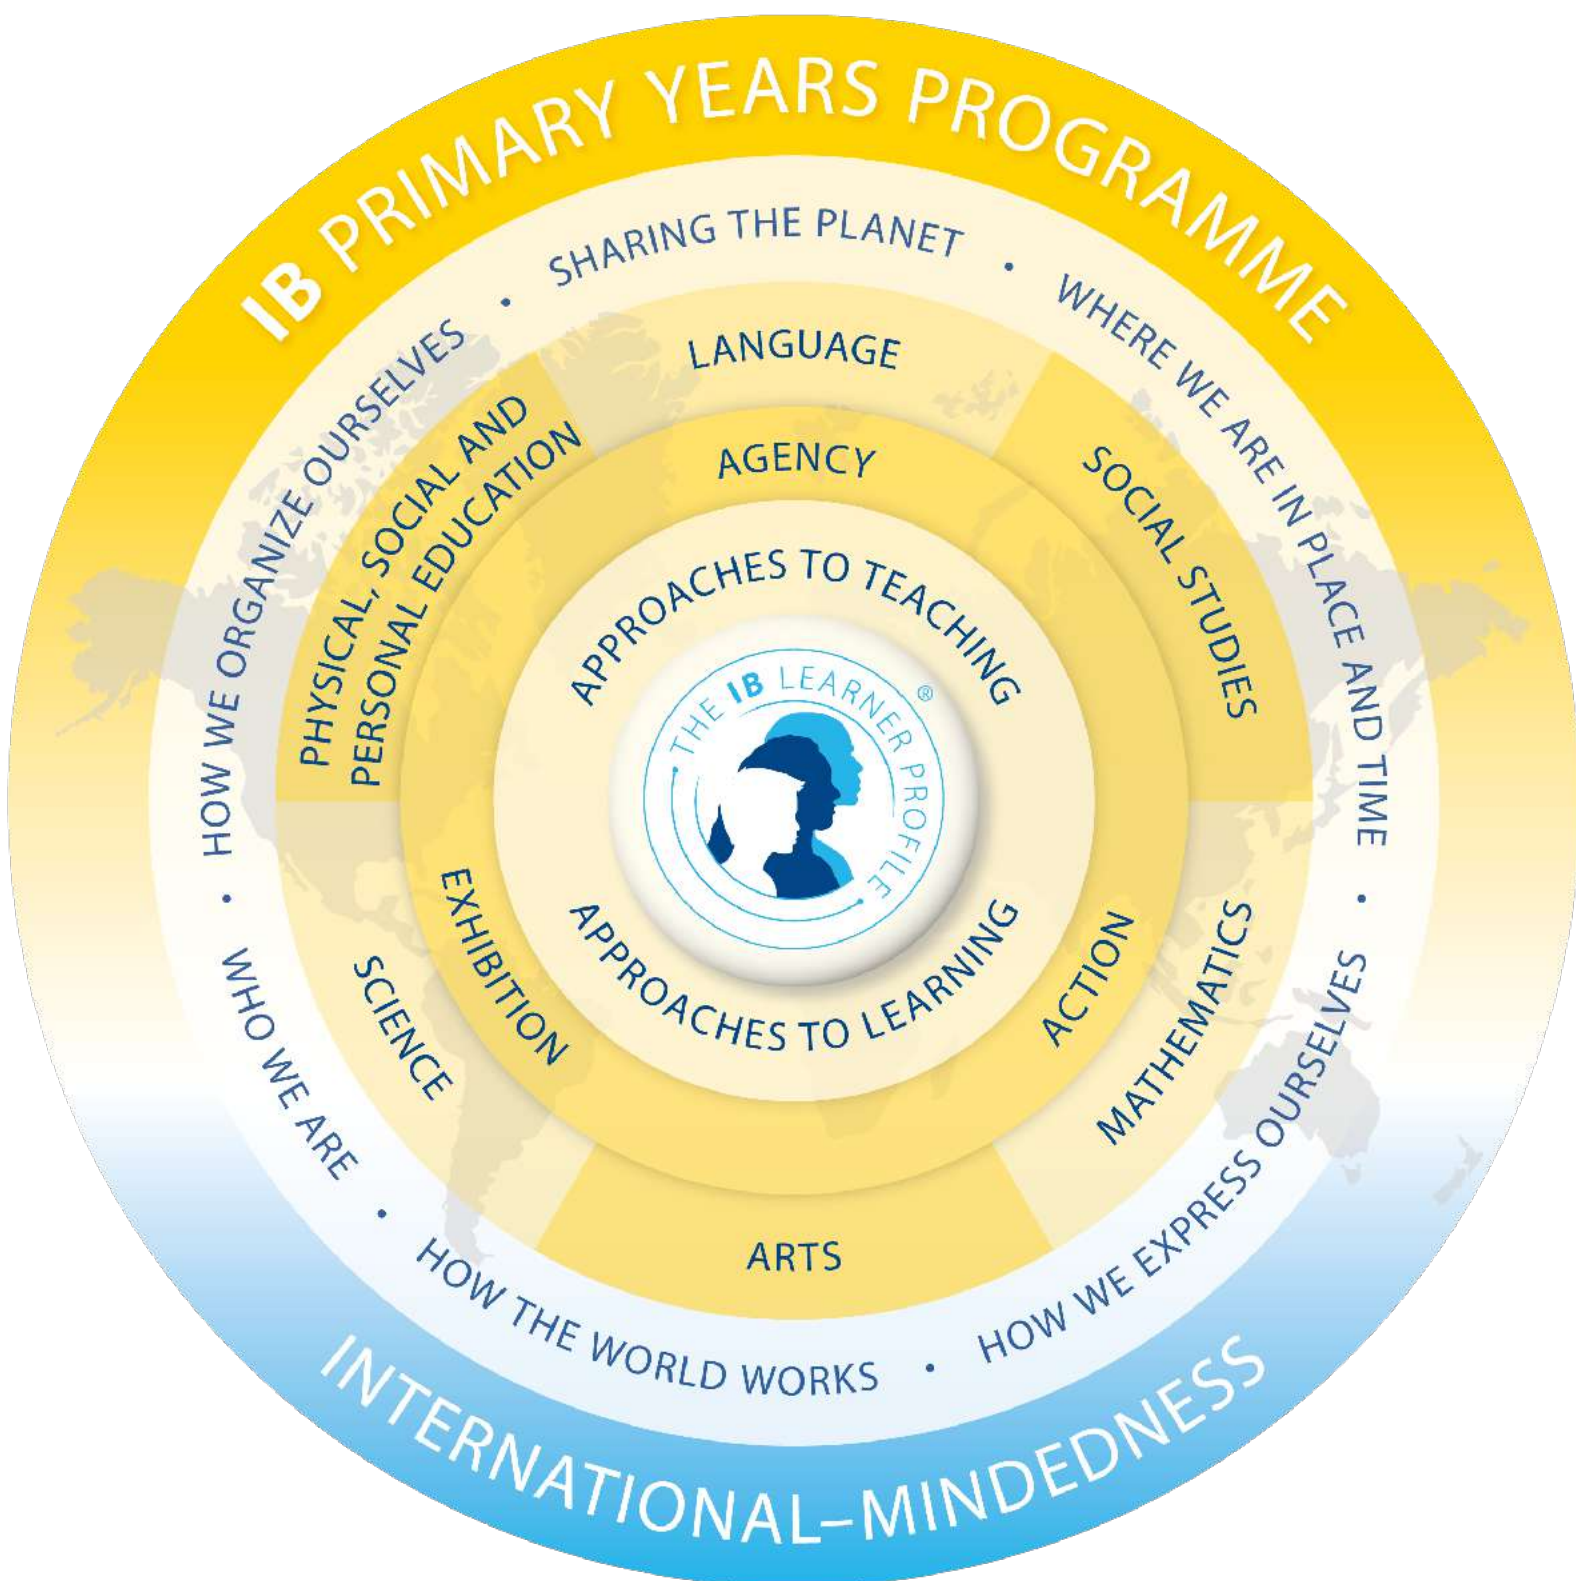 IB PRIMARY YEARS PROGRAMME
SHARING THE PLANET
•
WHERE WE ARE IN PLACE AND TIME
•
HOW WE EXPRESS OURSELVES
•
HOW THE WORLD WORKS
•
WHO WE ARE
•
HOW WE ORGANIZE OURSELVES
•
LANGUAGE
SOCIAL STUDIES
MATHEMATICS
ARTS
SCIENCE
PHYSICAL, SOCIAL AND
PERSONAL EDUCATION
AGENCY
ACTION
EXHIBITION
APPROACHES TO TEACHING
APPROACHES TO LEARNING
THE IB LEARNER PROFILE
®
INTERNATIONAL–MINDEDNESS